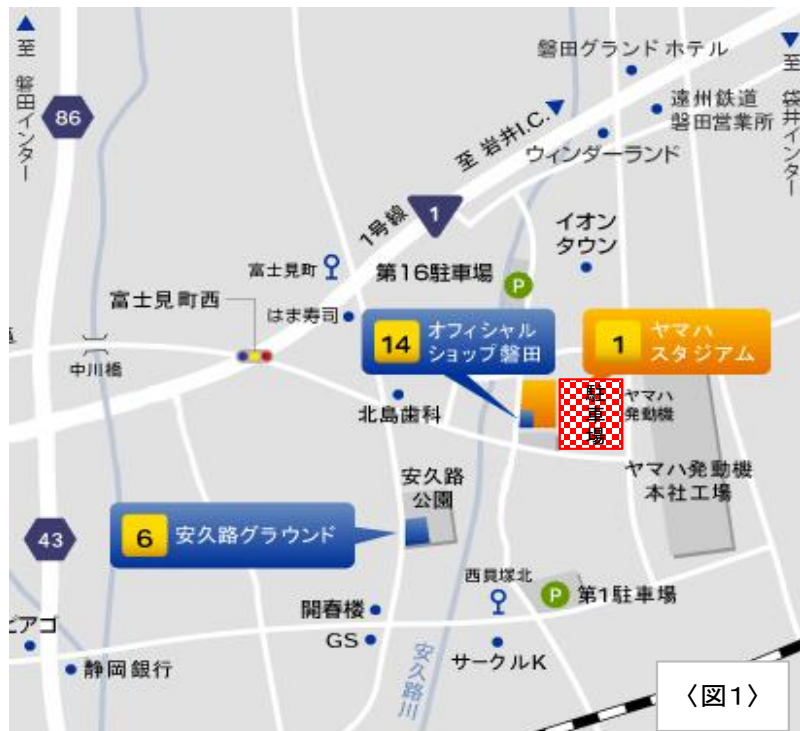 至
磐田インター
86
磐田グランドホテル
至
袋井インター
遠州鉄道
磐田営業所
至 岩井I.C.
ウィンダーランド
1号線
1
イオン
タウン
富士見町
第16駐車場
P
富士見町西
はま寿司
14
オフィシャル
ショップ磐田
1
ヤマハ
スタジアム
中川橋
北島歯科
駐車場
ヤマハ
発動機
ヤマハ発動機
本社工場
安久路
公園
43
6
安久路グラウンド
西貝塚北
P
第1駐車場
開春楼
GS
ピアゴ
静岡銀行
サークルK
安久路川
〈図1〉